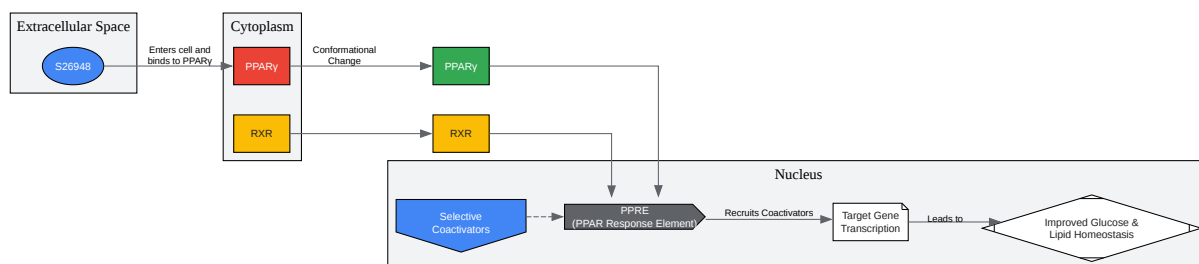 Extracellular Space
Cytoplasm
S26948
Enters cell and
binds to PPARγ
PPARγ
Conformational
Change
PPARγ
RXR
RXR
Nucleus
Selective
Coactivators
PPRE
(PPAR Response Element)
Recruits Coactivators
Target Gene
Transcription
Leads to
Improved Glucose &
Lipid Homeostasis